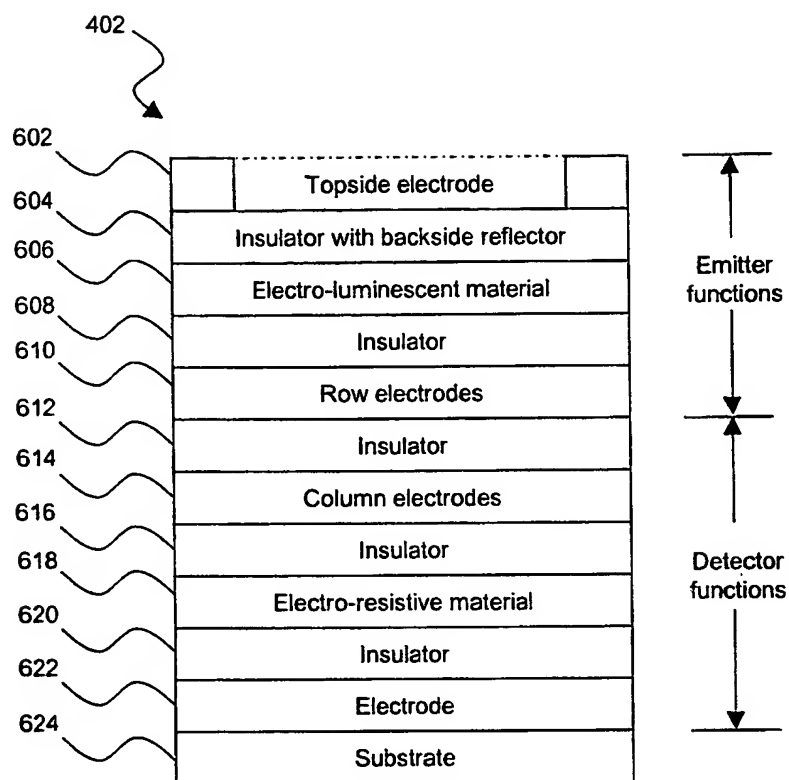 402
602
Topside electrode
604
Insulator with backside reflector
606
Electro-luminescent material
608
Insulator
610
Row electrodes
612
Insulator
614
Column electrodes
616
Insulator
618
Electro-resistive material
620
Insulator
622
Electrode
624
Substrate
Emitter
functions
Detector
functions